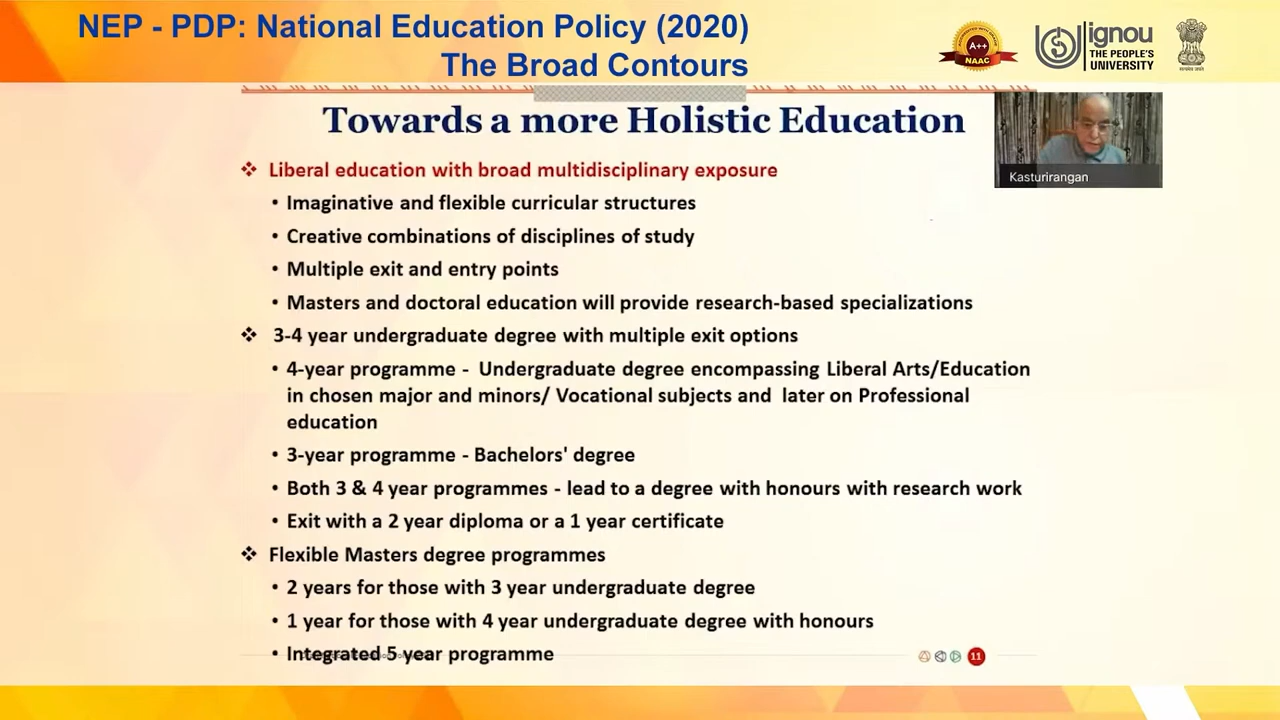 NEP - PDP: National Education Policy (2020)
The Broad Contours
A++
NAAC
ignou
THE PEOPLE'S
UNIVERSITY
Towards a more Holistic Education
Kasturirangan
❖ Liberal education with broad multidisciplinary exposure
• Imaginative and flexible curricular structures
• Creative combinations of disciplines of study
• Multiple exit and entry points
• Masters and doctoral education will provide research-based specializations
❖ 3-4 year undergraduate degree with multiple exit options
• 4-year programme - Undergraduate degree encompassing Liberal Arts/Education
in chosen major and minors/ Vocational subjects and later on Professional
education
• 3-year programme - Bachelors' degree
• Both 3 & 4 year programmes - lead to a degree with honours with research work
• Exit with a 2 year diploma or a 1 year certificate
❖ Flexible Masters degree programmes
• 2 years for those with 3 year undergraduate degree
• 1 year for those with 4 year undergraduate degree with honours
• Integrated 5 year programme
11